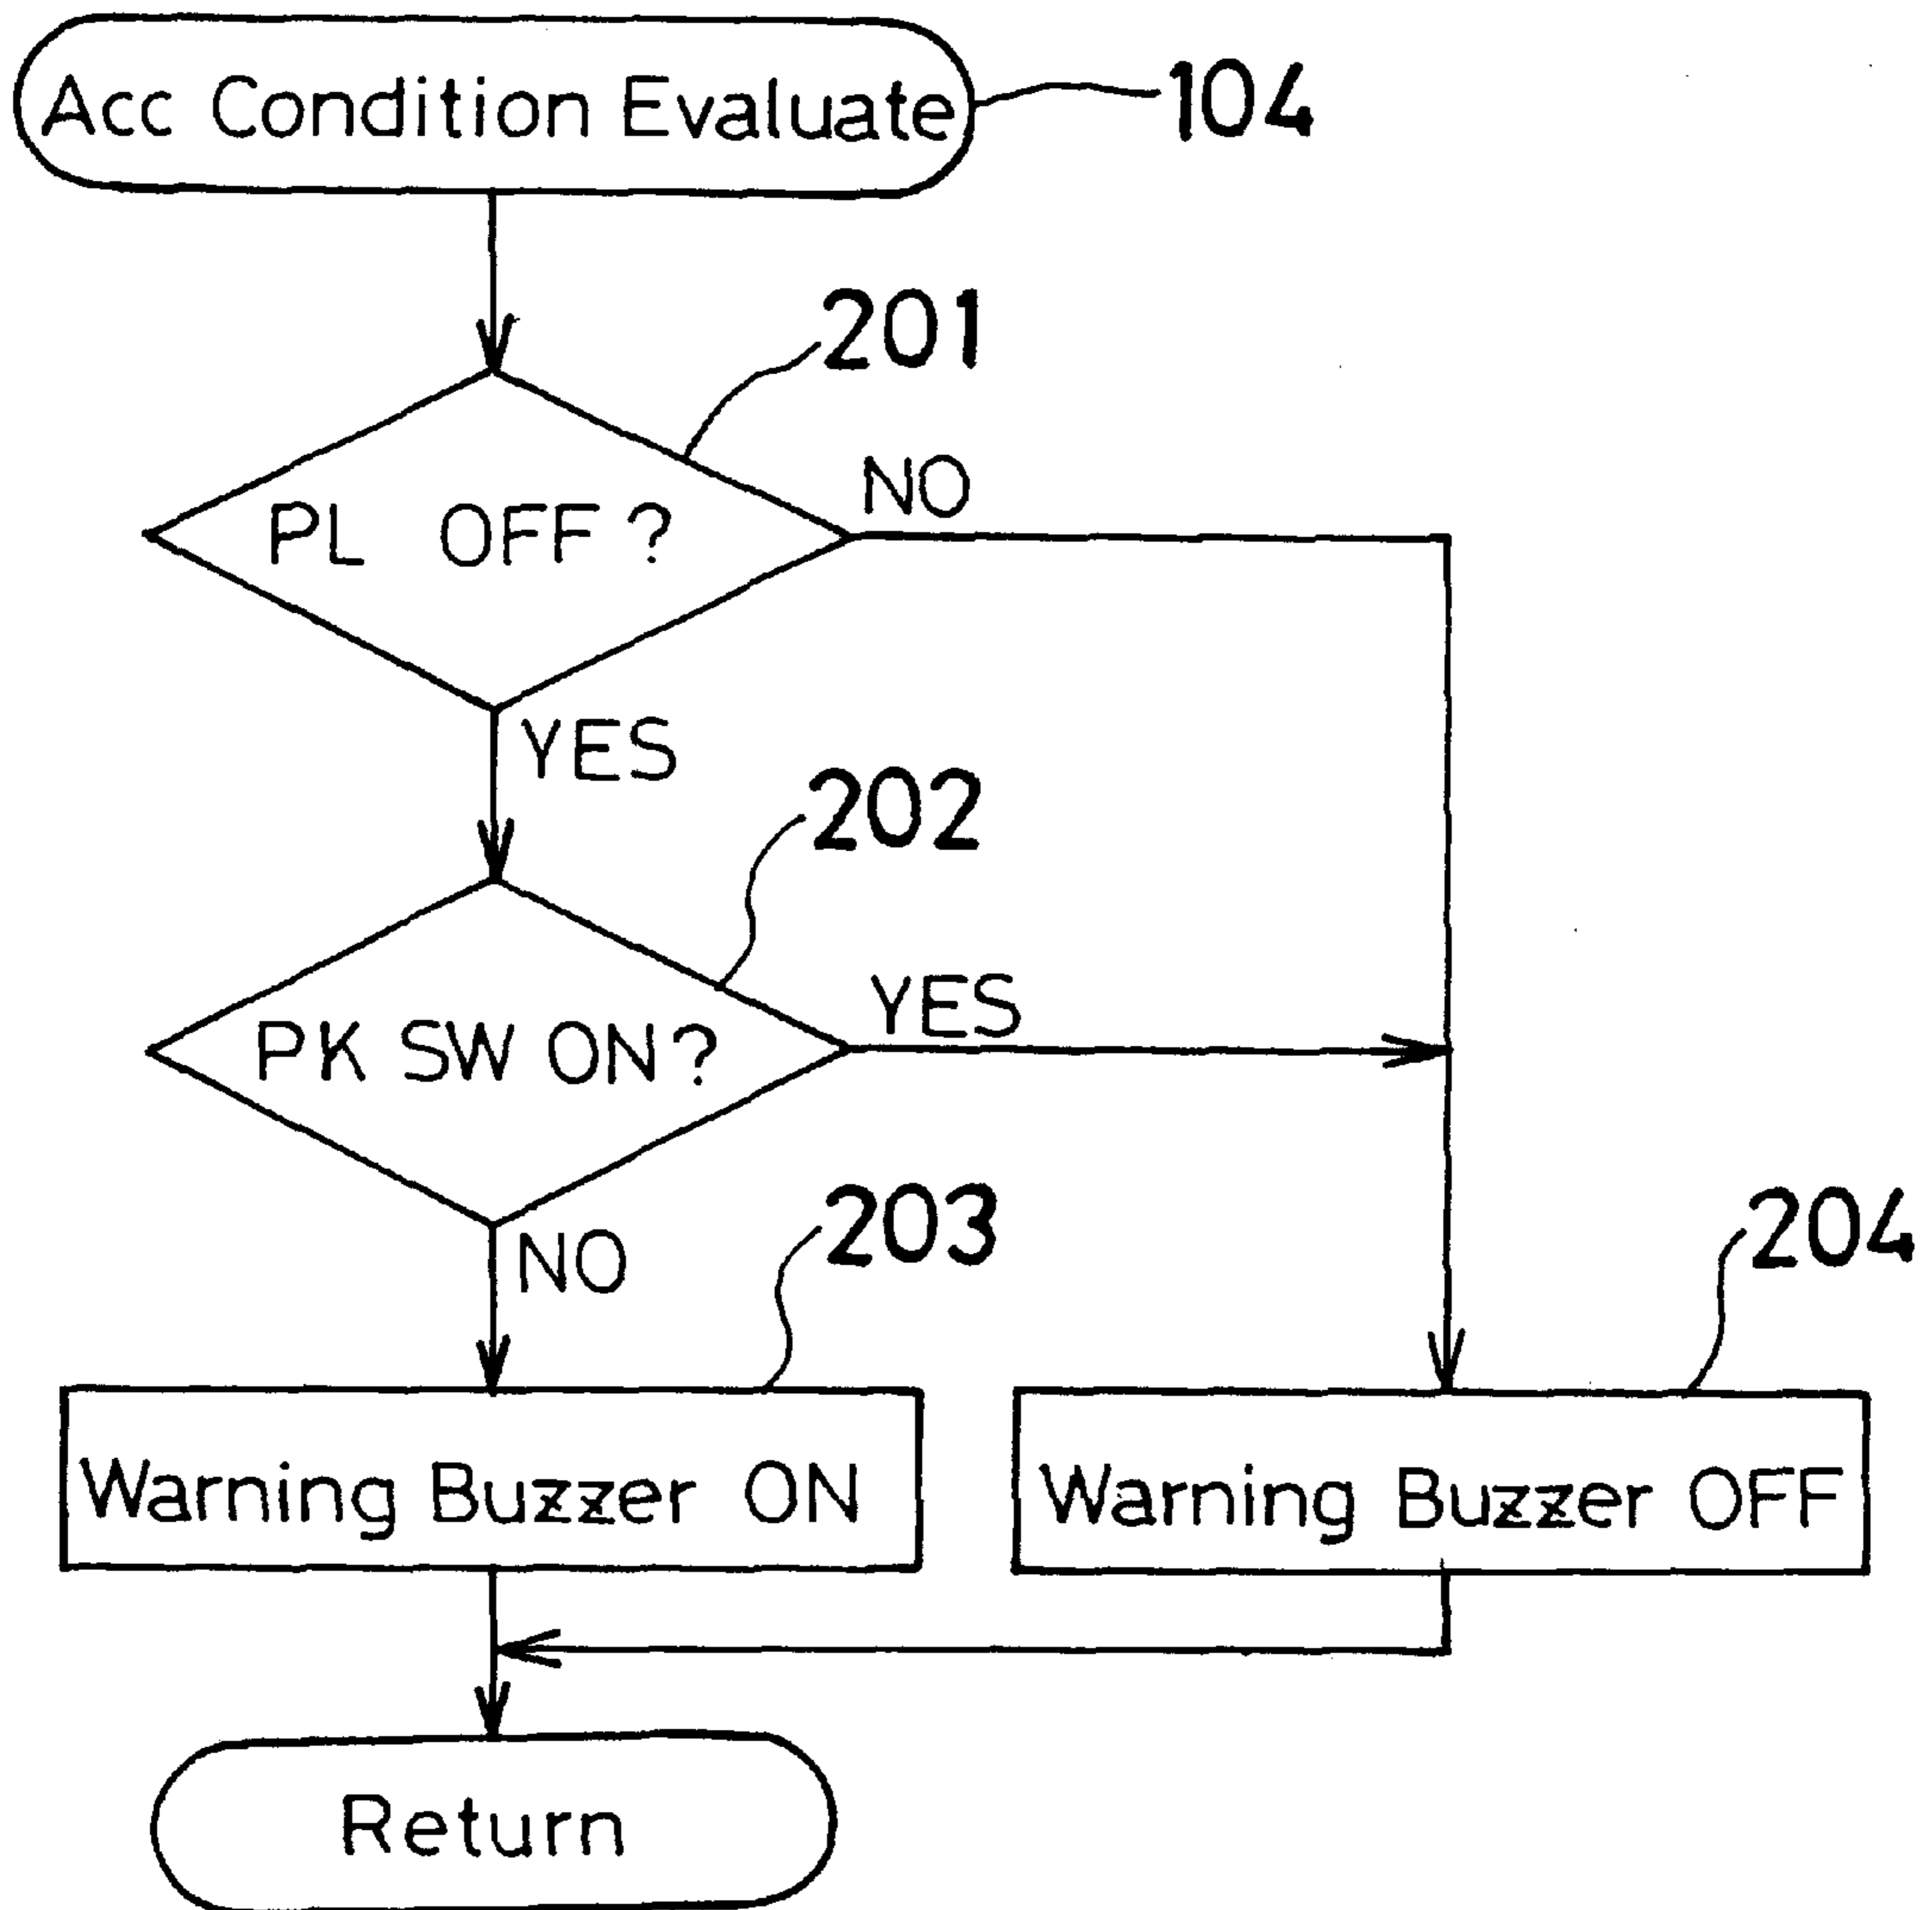 Acc Condition Evaluate
104
201
PL OFF ?
NO
YES
202
PK SW ON?
YES
NO
203
204
Warning Buzzer ON
Warning Buzzer OFF
Return